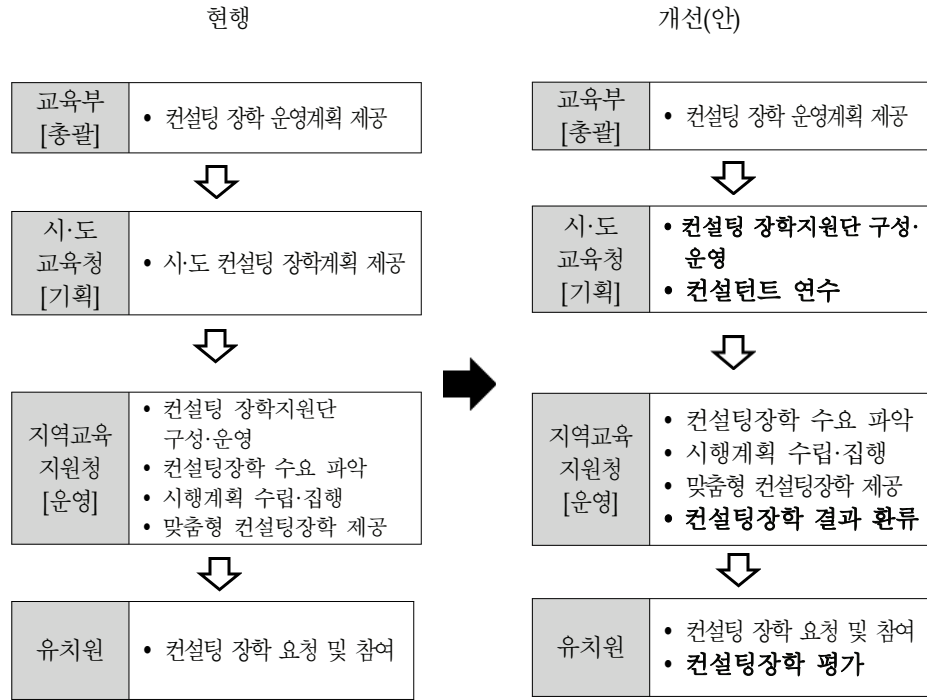 현행
교육부
[총괄]
• 컨설팅 장학 운영계획 제공
시·도
교육청
[기획]
• 시·도 컨설팅 장학계획 제공
지역교육
지원청
[운영]
• 컨설팅 장학지원단
구성·운영
• 컨설팅장학 수요 파악
• 시행계획 수립·집행
• 맞춤형 컨설팅장학 제공
유치원
• 컨설팅 장학 요청 및 참여
개선(안)
교육부
[총괄]
• 컨설팅 장학 운영계획 제공
시·도
교육청
[기획]
• 컨설팅 장학지원단 구성·
운영
• 컨설턴트 연수
지역교육
지원청
[운영]
• 컨설팅장학 수요 파악
• 시행계획 수립·집행
• 맞춤형 컨설팅장학 제공
• 컨설팅장학 결과 환류
유치원
• 컨설팅 장학 요청 및 참여
• 컨설팅장학 평가